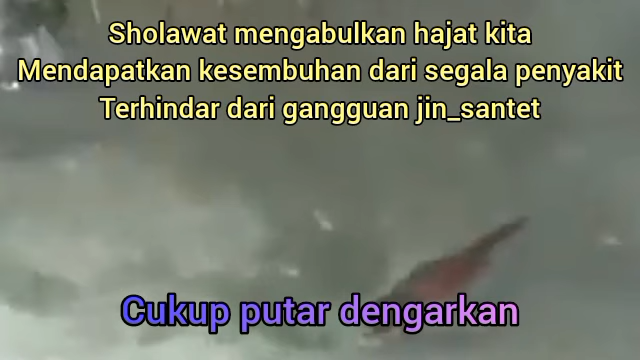 Sholawat mengabulkan hajat kita
Mendapatkan kesembuhan dari segala penyakit
Terhindar dari gangguan jin_santet
Cukup putar dengarkan